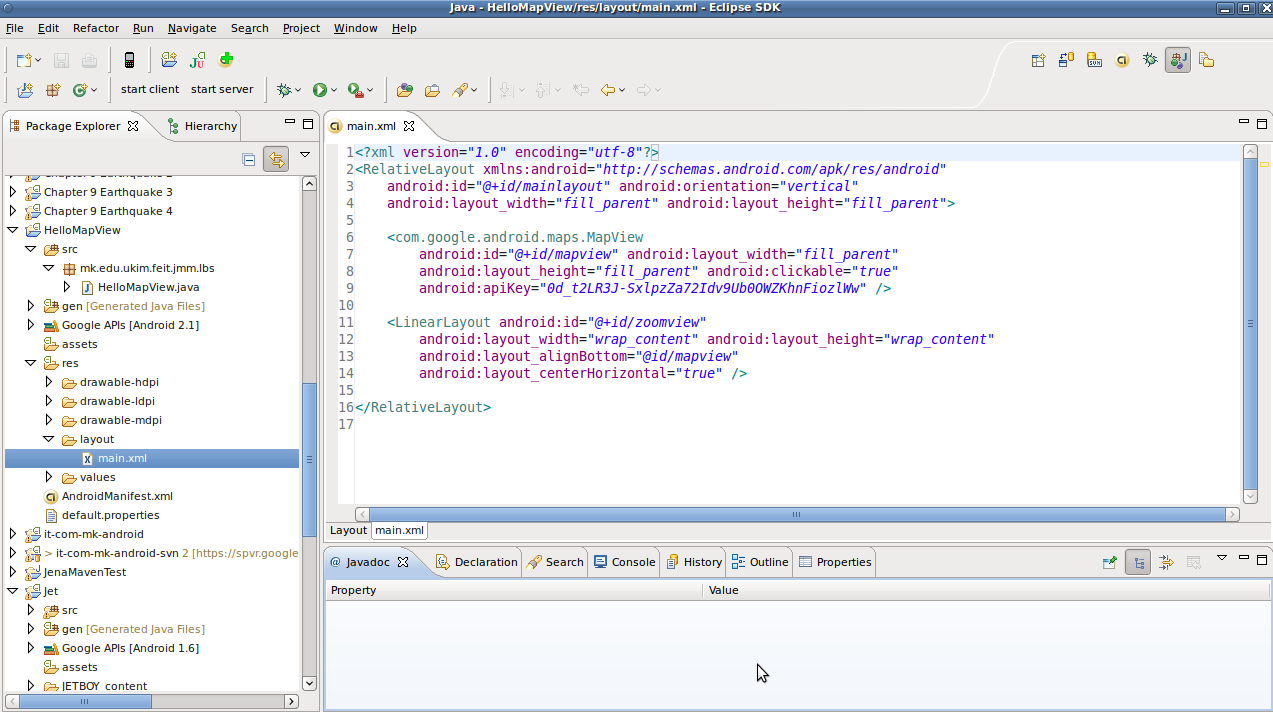 Java - HelloMapView/res/layout/main.xml - Eclipse SDK
File Edit Refactor Run Navigate Search Project Window Help
start client start server
Package Explorer Hierarchy
Chapter 9 Earthquake 3
Chapter 9 Earthquake 4
HelloMapView
src
mk.edu.ukim.feit.jmm.lbs
HelloMapView.java
gen [Generated Java Files]
Google APIs [Android 2.1]
assets
res
drawable-hdpi
drawable-ldpi
drawable-mdpi
layout
main.xml
values
AndroidManifest.xml
default.properties
it-com-mk-android
> it-com-mk-android-svn 2 [https://spvr.google
JenaMavenTest
Jet
src
gen [Generated Java Files]
Google APIs [Android 1.6]
assets
JETBOY_content
main.xml
1 <?xml version="1.0" encoding="utf-8"?>
2 <RelativeLayout xmlns:android="http://schemas.android.com/apk/res/android"
3 android:id="@+id/mainlayout" android:orientation="vertical"
4 android:layout_width="fill_parent" android:layout_height="fill_parent">
5
6 <com.google.android.maps.MapView
7 android:id="@+id/mapview" android:layout_width="fill_parent"
8 android:layout_height="fill_parent" android:clickable="true"
9 android:apiKey="0d_t2LR3J-SxlpzZa72Idv9Ub0OWZKhnFiozlWw" />
10
11 <LinearLayout android:id="@+id/zoomview"
12 android:layout_width="wrap_content" android:layout_height="wrap_content"
13 android:layout_alignBottom="@id/mapview"
14 android:layout_centerHorizontal="true" />
15
16 </RelativeLayout>
17
Layout main.xml
@ Javadoc Declaration Search Console History Outline Properties
Property Value